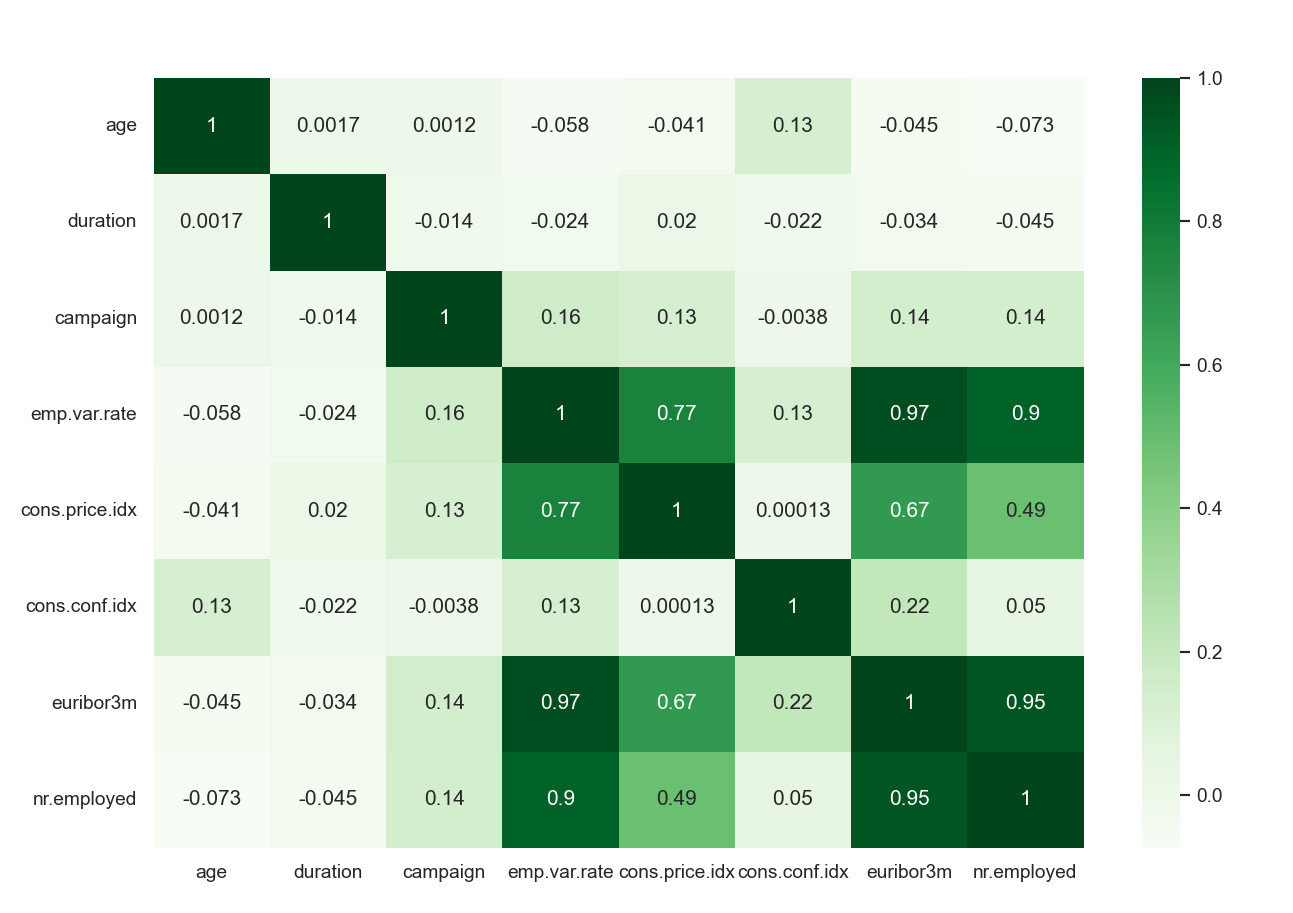 1.0
age 1 0.0017 0.0012 -0.058 -0.041 0.13 -0.045 -0.073
duration 0.0017 1 -0.014 -0.024 0.02 -0.022 -0.034 -0.045
0.8
campaign 0.0012 -0.014 1 0.16 0.13 -0.0038 0.14 0.14
0.6
emp.var.rate -0.058 -0.024 0.16 1 0.77 0.13 0.97 0.9
cons.price.idx -0.041 0.02 0.13 0.77 1 0.00013 0.67 0.49
0.4
cons.conf.idx 0.13 -0.022 -0.0038 0.13 0.00013 1 0.22 0.05
0.2
euribor3m -0.045 -0.034 0.14 0.97 0.67 0.22 1 0.95
nr.employed -0.073 -0.045 0.14 0.9 0.49 0.05 0.95 1
0.0
age duration campaign emp.var.rate cons.price.idx cons.conf.idx euribor3m nr.employed